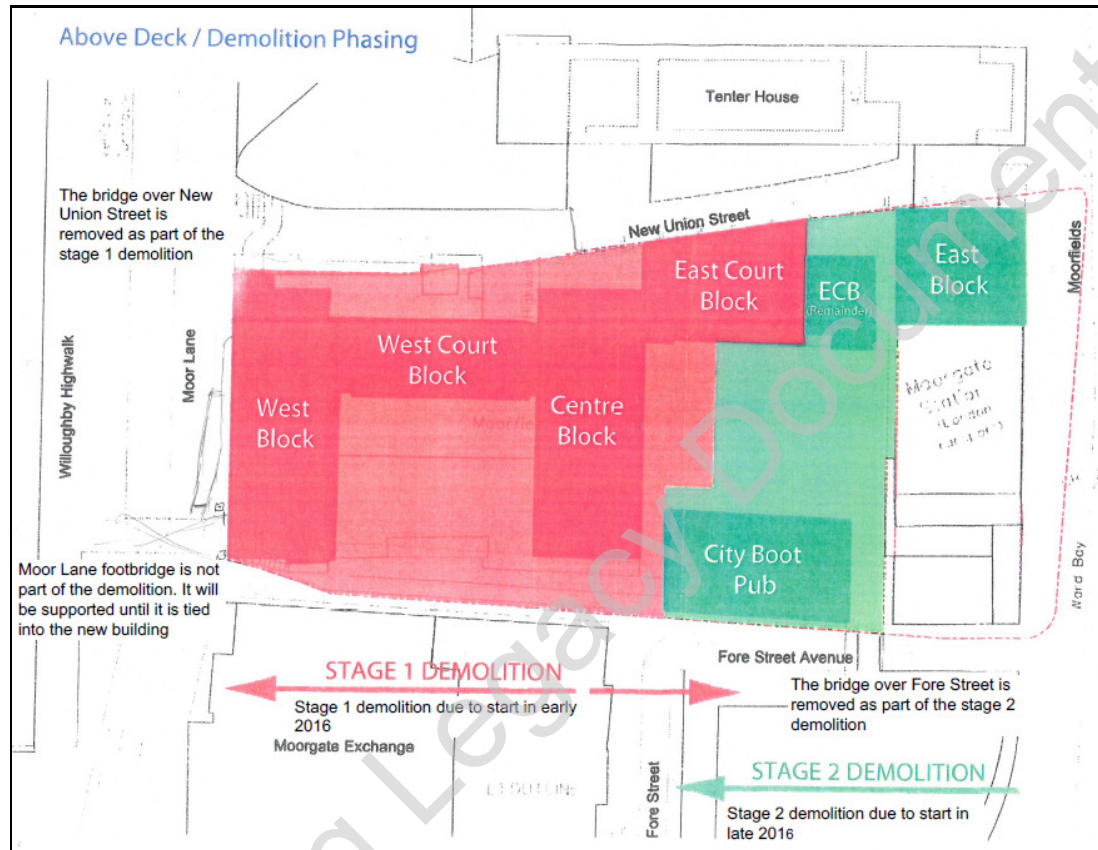 Above Deck / Demolition Phasing
Tenter House
The bridge over New
Union Street is
removed as part of the
stage 1 demolition
New Union Street
Moorfields
East Court
Block
ECB
(Remainder)
East
Block
Willoughby Highwalk
Moor Lane
West Court
Block
West
Block
Centre
Block
Moorgate
Station
(London
City Boot
Pub
Moor Lane footbridge is not
part of the demolition. It will
be supported until it is tied
into the new building
Ward Bay
Fore Street Avenue
STAGE 1 DEMOLITION
Stage 1 demolition due to start in early
2016
Moorgate Exchange
The bridge over Fore Street is
removed as part of the stage 2
demolition
Fore Street
STAGE 2 DEMOLITION
Stage 2 demolition due to start in
late 2016
g Legacy Document